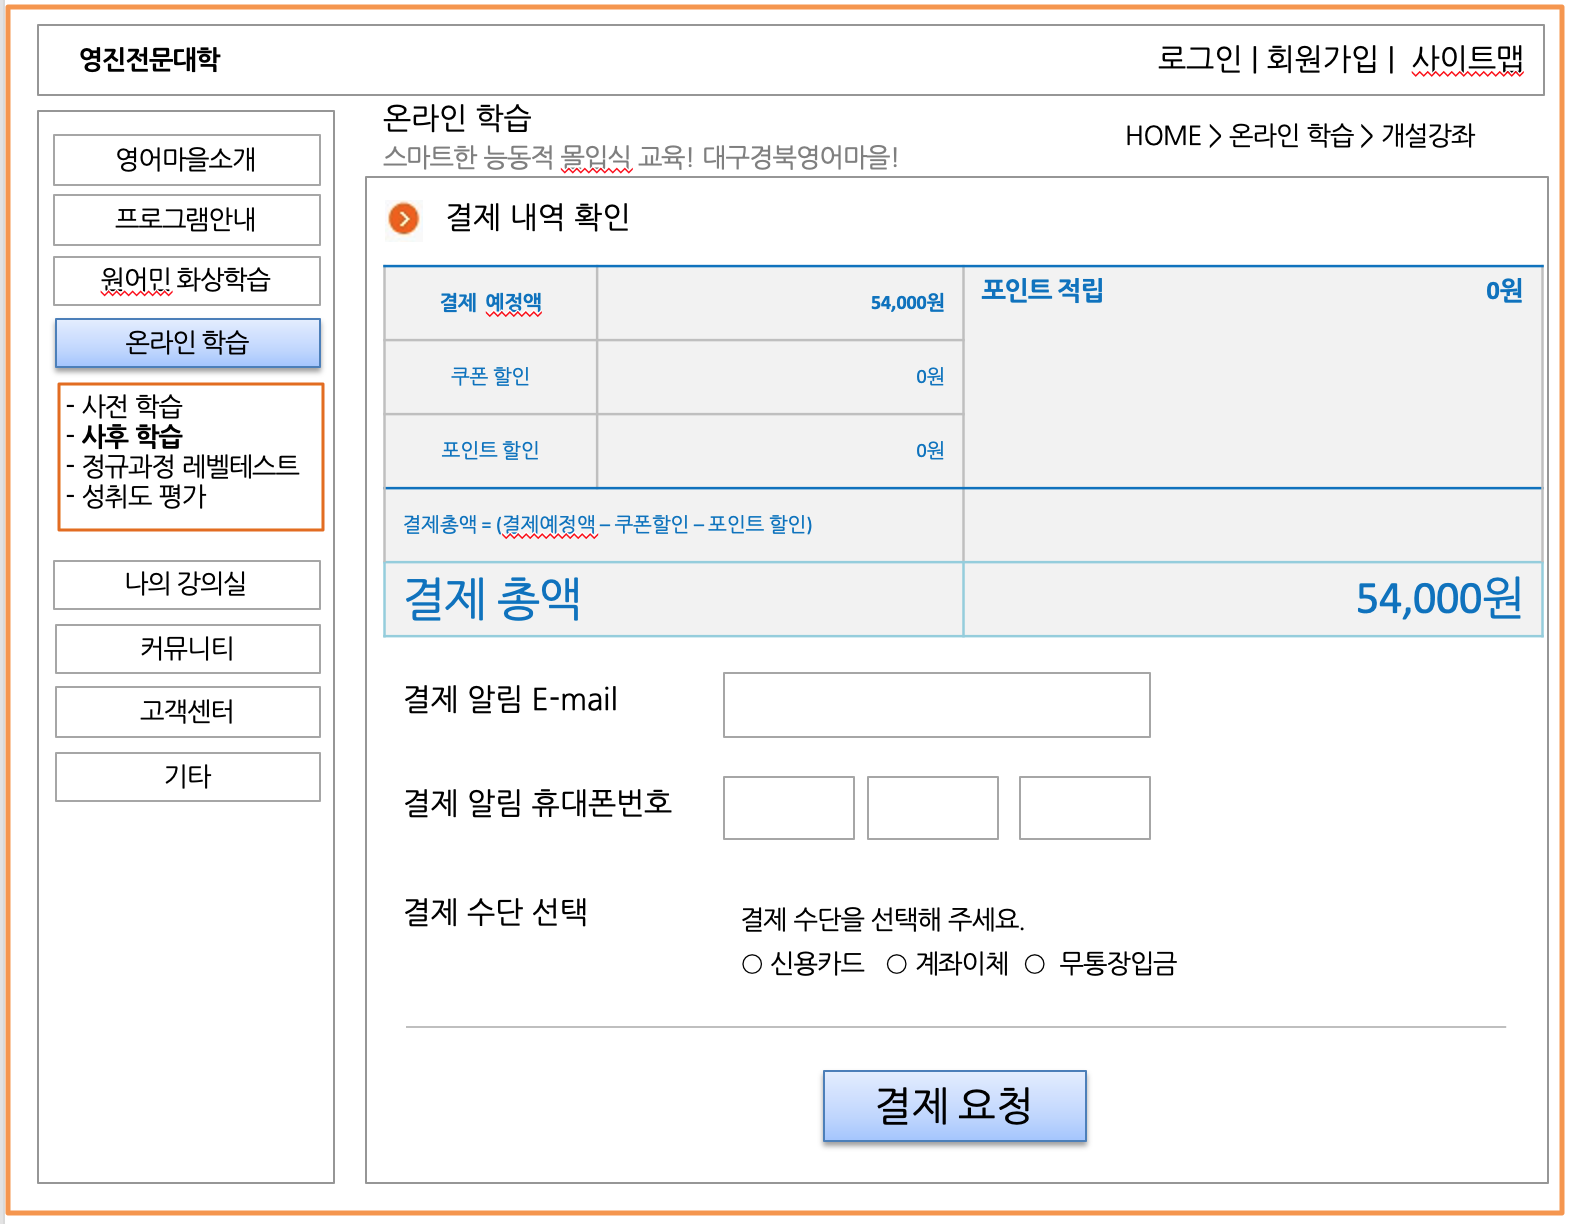 영진전문대학
로그인 | 회원가입 | 사이트맵
영어마을소개
프로그램안내
원어민 화상학습
온라인 학습
- 사전 학습
- 사후 학습
- 정규과정 레벨테스트
- 성취도 평가
나의 강의실
커뮤니티
고객센터
기타
온라인 학습
스마트한 능동적 몰입식 교육! 대구경북영어마을!
HOME > 온라인 학습 > 개설강좌
결제 내역 확인
결제 예정액 54,000원 포인트 적립 0원
쿠폰 할인 0원
포인트 할인 0원
결제총액 = (결제예정액 – 쿠폰할인 – 포인트 할인)
결제 총액 54,000원
결제 알림 E-mail
결제 알림 휴대폰번호
결제 수단 선택
결제 수단을 선택해 주세요.
○ 신용카드 ○ 계좌이체 ○ 무통장입금
결제 요청